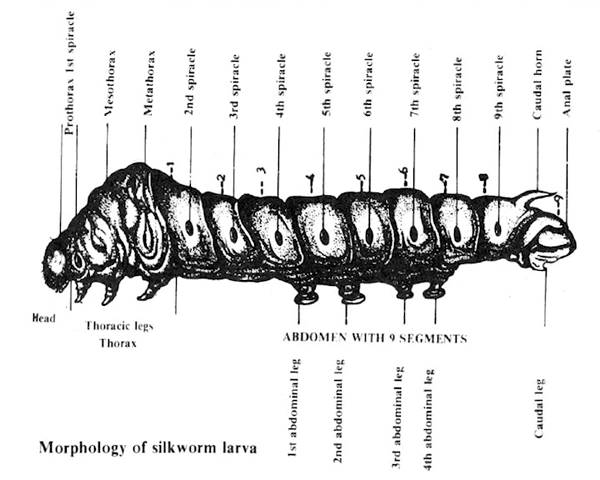 Prothorax 1st spiracle
Mesothorax
Metathorax
2nd spiracle
3rd spiracle
4th spiracle
5th spiracle
6th spiracle
7th spiracle
8th spiracle
9th spiracle
Caudal horn
Anal plate
1
2
3
4
5
6
7
8
9
Head
Thoracic legs
Thorax
ABDOMEN WITH 9 SEGMENTS
1st abdominal leg
2nd abdominal leg
3rd abdominal leg
4th abdominal leg
Caudal leg
Morphology of silkworm larva